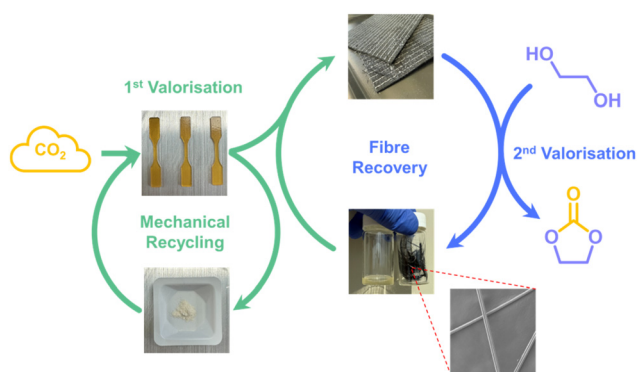 1st Valorisation
CO2
Mechanical
Recycling
Fibre
Recovery
HO
OH
2nd Valorisation
O
O
O